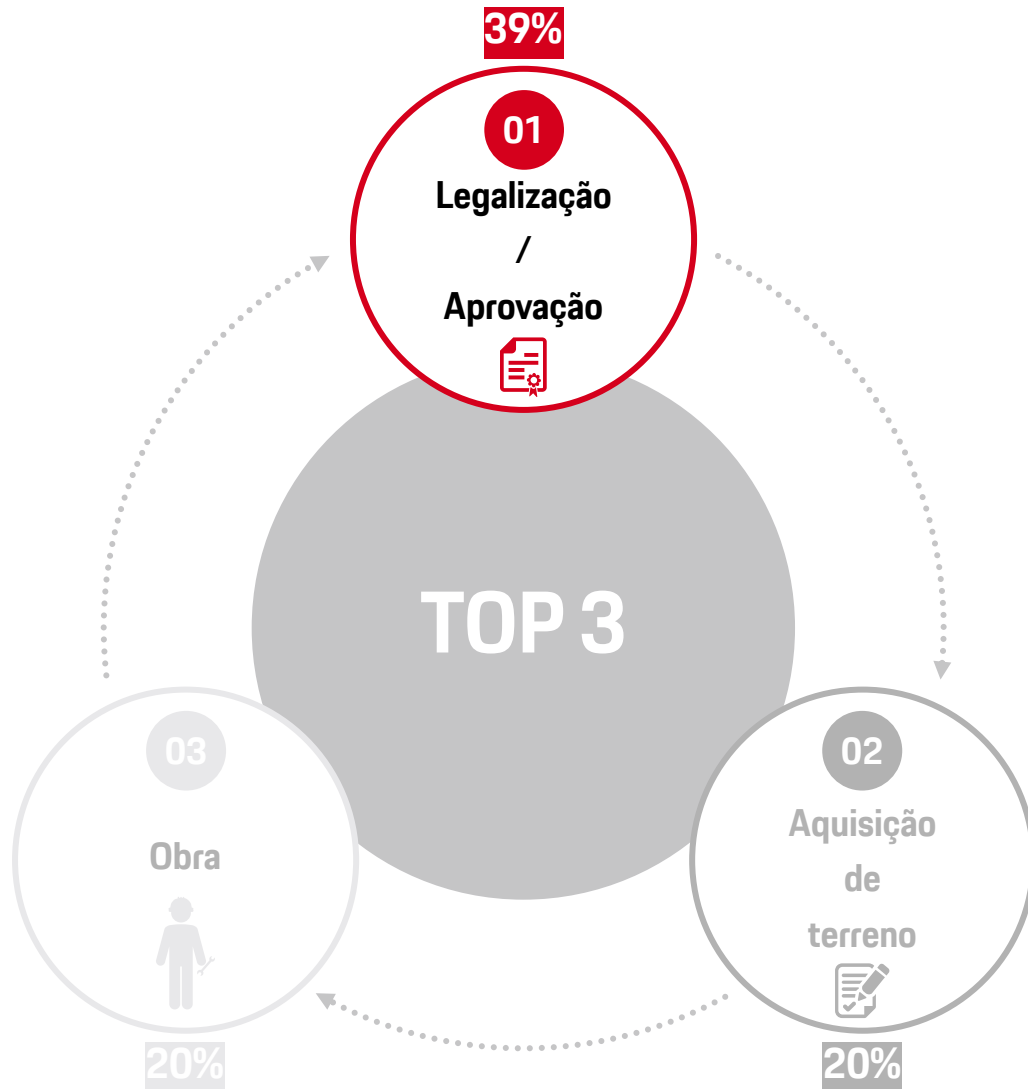 39%
01
Legalização
/
Aprovação
TOP 3
03
Obra
20%
02
Aquisição
de
terreno
20%